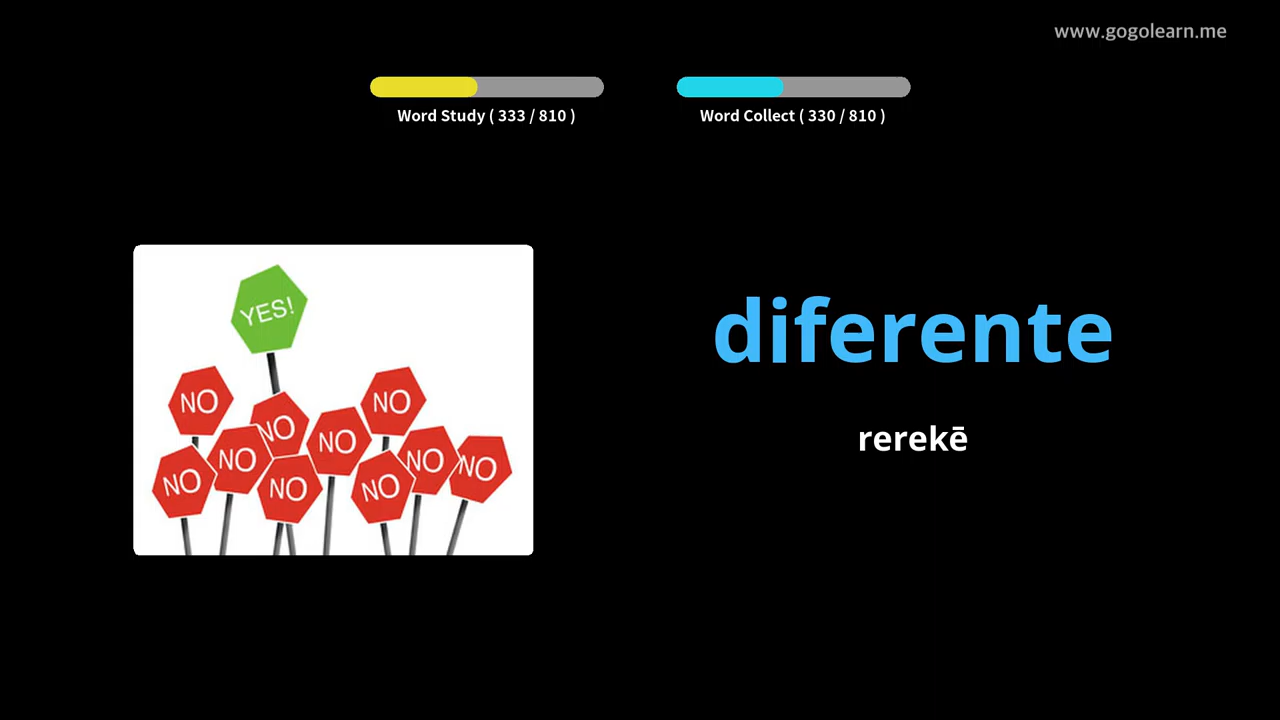 www.gogolearn.me
Word Study ( 333 / 810 )
Word Collect ( 330 / 810 )
YES!
NO
NO
NO
NO
NO
NO
NO
NO
NO
NO
diferente
rerekē